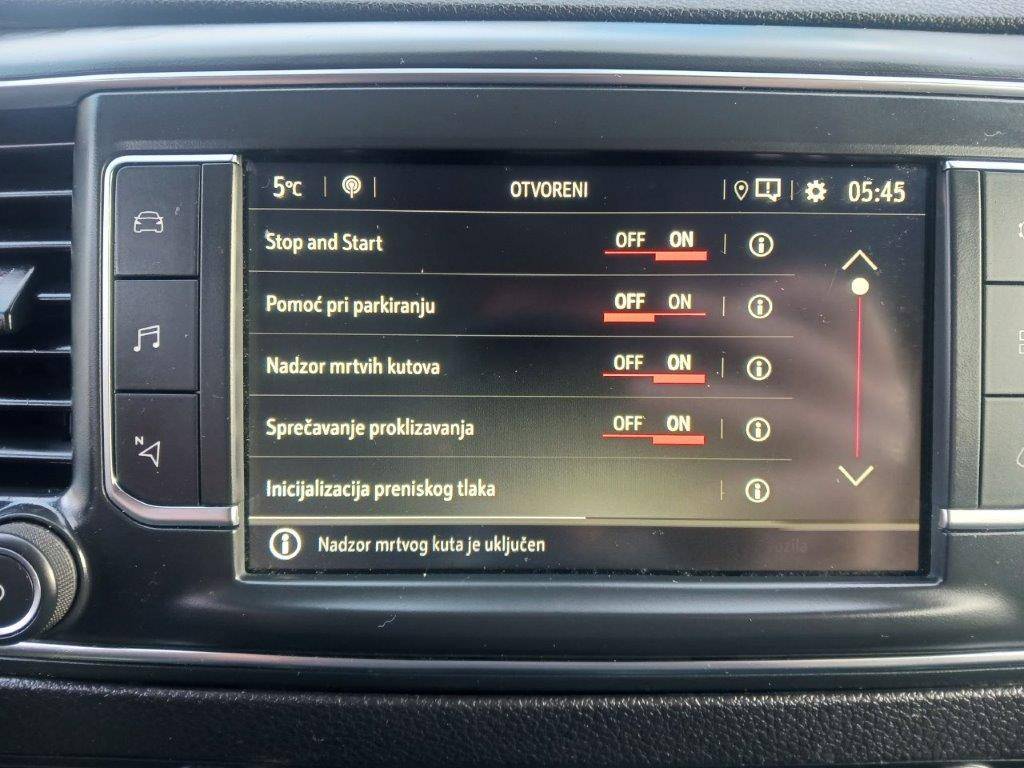 5°C OTVORENI 05:45
Stop and Start OFF ON
Pomoć pri parkiranju OFF ON
Nadzor mrtvih kutova OFF ON
Sprečavanje proklizavanja OFF ON
Inicijalizacija preniskog tlaka
Nadzor mrtvog kuta je uključen
N